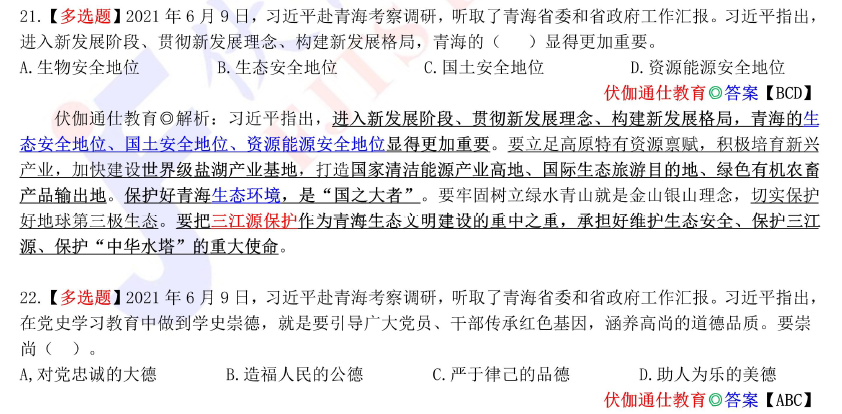 21.【多选题】2021 年 6 月 9 日，习近平赴青海考察调研，听取了青海省委和省政府工作汇报。习近平指出，
进入新发展阶段、贯彻新发展理念、构建新发展格局，青海的（　　）显得更加重要。
A.生物安全地位　　B.生态安全地位　　C.国土安全地位　　D.资源能源安全地位
伏伽通仕教育◎答案【BCD】
伏伽通仕教育◎解析：习近平指出，进入新发展阶段、贯彻新发展理念、构建新发展格局，青海的生
态安全地位、国土安全地位、资源能源安全地位显得更加重要。要立足高原特有资源禀赋，积极培育新兴
产业，加快建设世界级盐湖产业基地，打造国家清洁能源产业高地、国际生态旅游目的地、绿色有机农畜
产品输出地。保护好青海生态环境，是“国之大者”。要牢固树立绿水青山就是金山银山理念，切实保护
好地球第三极生态。要把三江源保护作为青海生态文明建设的重中之重，承担好维护生态安全、保护三江
源、保护“中华水塔”的重大使命。
22.【多选题】2021 年 6 月 9 日，习近平赴青海考察调研，听取了青海省委和省政府工作汇报。习近平指出，
在党史学习教育中做到学史崇德，就是要引导广大党员、干部传承红色基因，涵养高尚的道德品质。要崇
尚（　）。
A,对党忠诚的大德　　B.造福人民的公德　　C.严于律己的品德　　D.助人为乐的美德
伏伽通仕教育◎答案【ABC】